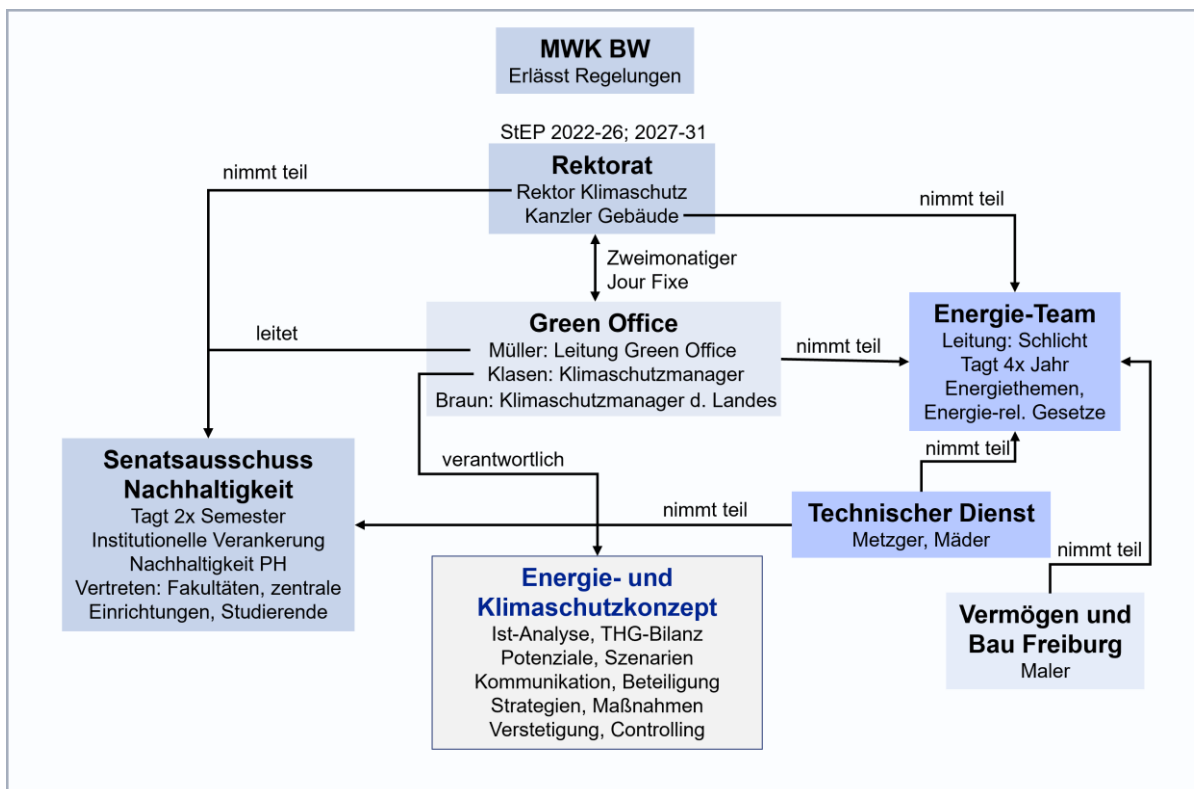 MWK BW
Erlässt Regelungen
StEP 2022-26; 2027-31
Rektorat
Rektor Klimaschutz
Kanzler Gebäude
nimmt teil
nimmt teil
Zweimonatiger
Jour Fixe
Green Office
Müller: Leitung Green Office
Klasen: Klimaschutzmanager
Braun: Klimaschutzmanager d. Landes
leitet
nimmt teil
Energie-Team
Leitung: Schlicht
Tagt 4x Jahr
Energiethemen,
Energie-rel. Gesetze
verantwortlich
nimmt teil
Senatsausschuss
Nachhaltigkeit
Tagt 2x Semester
Institutionelle Verankerung
Nachhaltigkeit PH
Vertreten: Fakultäten, zentrale
Einrichtungen, Studierende
nimmt teil
Technischer Dienst
Metzger, Mäder
nimmt teil
Energie- und
Klimaschutzkonzept
Ist-Analyse, THG-Bilanz
Potenziale, Szenarien
Kommunikation, Beteiligung
Strategien, Maßnahmen
Verstetigung, Controlling
Vermögen und
Bau Freiburg
Maler